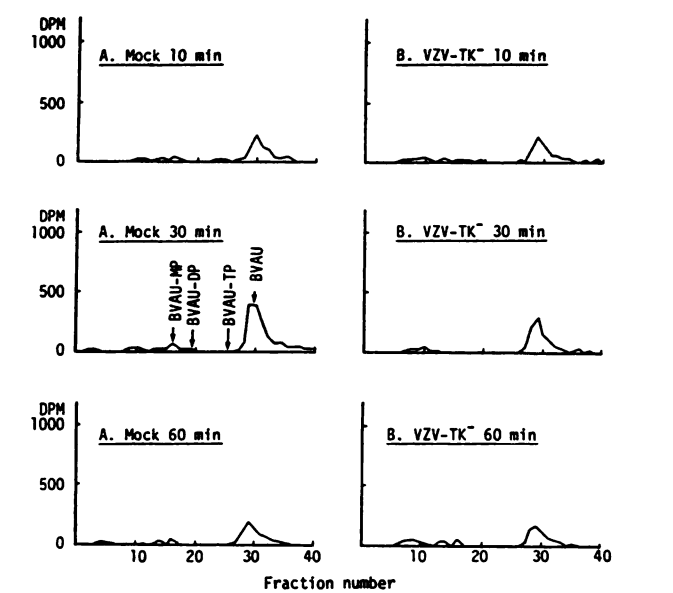 DPM
1000
500
0
A. Mock 10 min
B. VZV-TK⁻ 10 min
DPM
1000
500
0
A. Mock 30 min
BVAU-MP
BVAU-DP
BVAU-TP
BVAU
B. VZV-TK⁻ 30 min
DPM
1000
500
0
A. Mock 60 min
10 20 30 40
B. VZV-TK⁻ 60 min
10 20 30 40
Fraction number